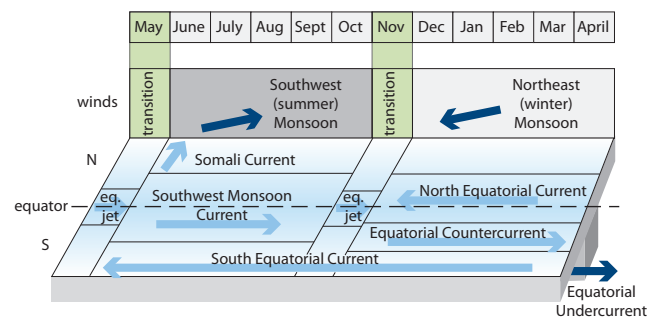 May June July Aug Sept Oct Nov Dec Jan Feb Mar April
winds
transition
Southwest
(summer)
Monsoon
transition
Northeast
(winter)
Monsoon
N
Somali Current
eq.
jet
Southwest Monsoon
Current
eq.
jet
North Equatorial Current
equator
S
Equatorial Countercurrent
South Equatorial Current
Equatorial
Undercurrent